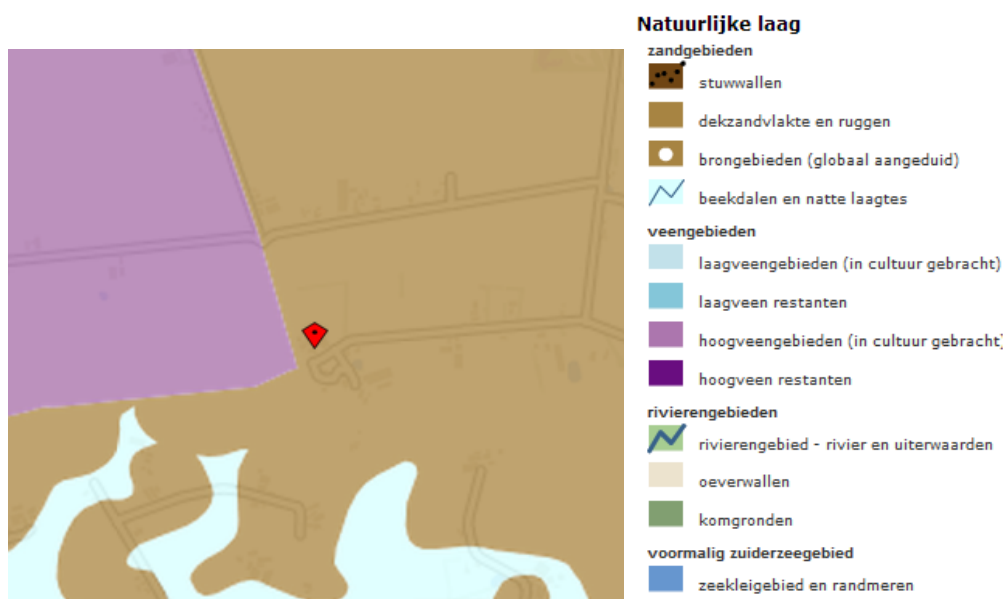 Natuurlijke laag
zandgebieden
stuwwallen
dekzandvlakte en ruggen
brongebieden (globaal aangeduid)
beekdalen en natte laagtes
veengebieden
laagveengebieden (in cultuur gebracht)
laagveen restanten
hoogveengebieden (in cultuur gebracht)
hoogveen restanten
rivierengebieden
rivierengebied - rivier en uiterwaarden
oeverwallen
komgronden
voormalig zuiderzeegebied
zeekleigebied en randmeren